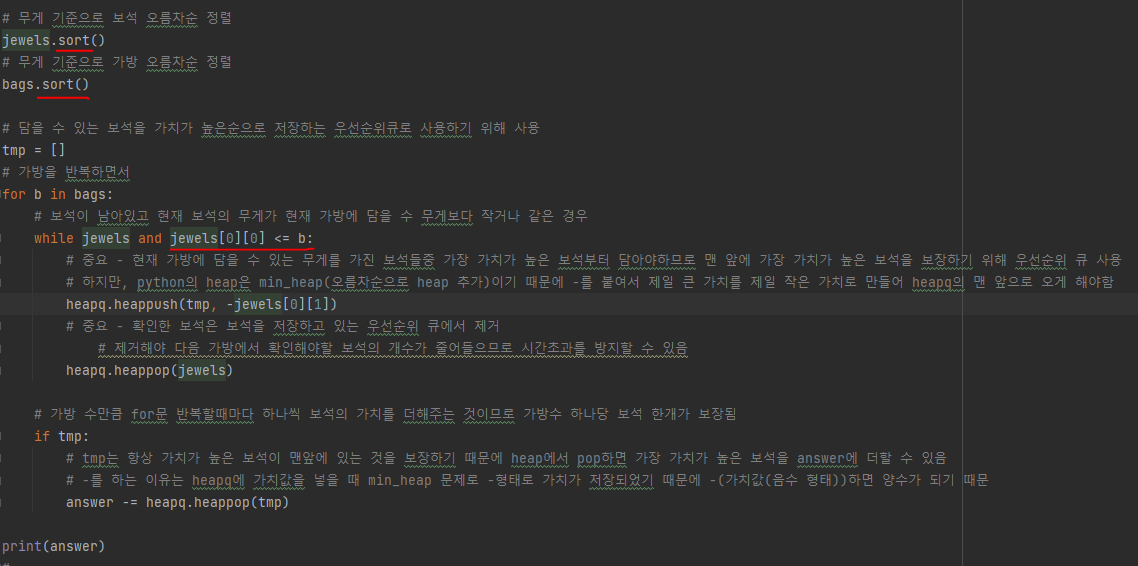 # 무게 기준으로 보석 오름차순 정렬
jewels.sort()
# 무게 기준으로 가방 오름차순 정렬
bags.sort()
# 담을 수 있는 보석을 가치가 높은순으로 저장하는 우선순위큐로 사용하기 위해 사용
tmp = []
# 가방을 반복하면서
for b in bags:
# 보석이 남아있고 현재 보석의 무게가 현재 가방에 담을 수 무게보다 작거나 같은 경우
while jewels and jewels[0][0] <= b:
# 중요 - 현재 가방에 담을 수 있는 무게를 가진 보석들중 가장 가치가 높은 보석부터 담아야하므로 맨 앞에 가장 가치가 높은 보석을 보장하기 위해 우선순위 큐 사용
# 하지만, python의 heap은 min_heap(오름차순으로 heap 추가)이기 때문에 -를 붙여서 제일 큰 가치를 제일 작은 가치로 만들어 heapq의 맨 앞으로 오게 해야함
heapq.heappush(tmp, -jewels[0][1])
# 중요 - 확인한 보석은 보석을 저장하고 있는 우선순위 큐에서 제거
# 제거해야 다음 가방에서 확인해야할 보석의 개수가 줄어들으므로 시간초과를 방지할 수 있음
heapq.heappop(jewels)
# 가방 수만큼 for문 반복할때마다 하나씩 보석의 가치를 더해주는 것이므로 가방수 하나당 보석 한개가 보장됨
if tmp:
# tmp는 항상 가치가 높은 보석이 맨앞에 있는 것을 보장하기 때문에 heap에서 pop하면 가장 가치가 높은 보석을 answer에 더할 수 있음
# -를 하는 이유는 heapq에 가치값을 넣을 때 min_heap 문제로 -형태로 가치가 저장되었기 때문에 -(가치값(음수 형태))하면 양수가 되기 때문
answer -= heapq.heappop(tmp)
print(answer)